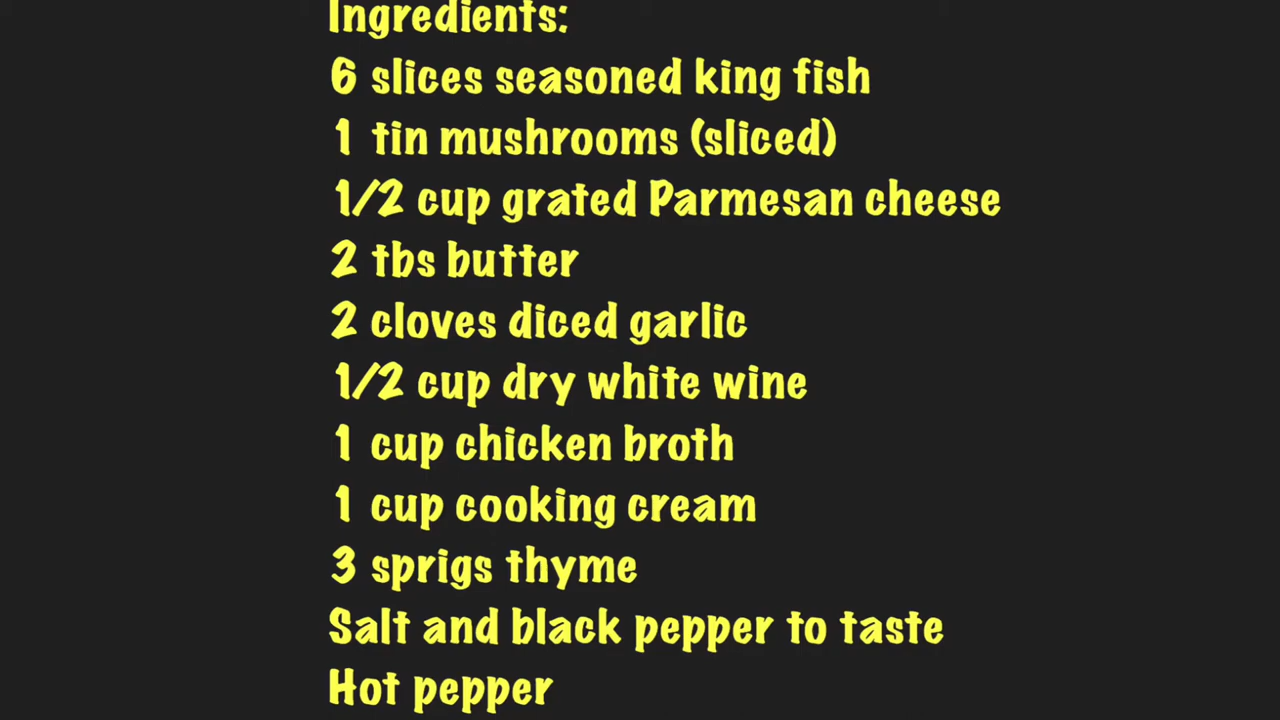 Ingredients:
6 slices seasoned king fish
1 tin mushrooms (sliced)
1/2 cup grated Parmesan cheese
2 tbs butter
2 cloves diced garlic
1/2 cup dry white wine
1 cup chicken broth
1 cup cooking cream
3 sprigs thyme
Salt and black pepper to taste
Hot pepper